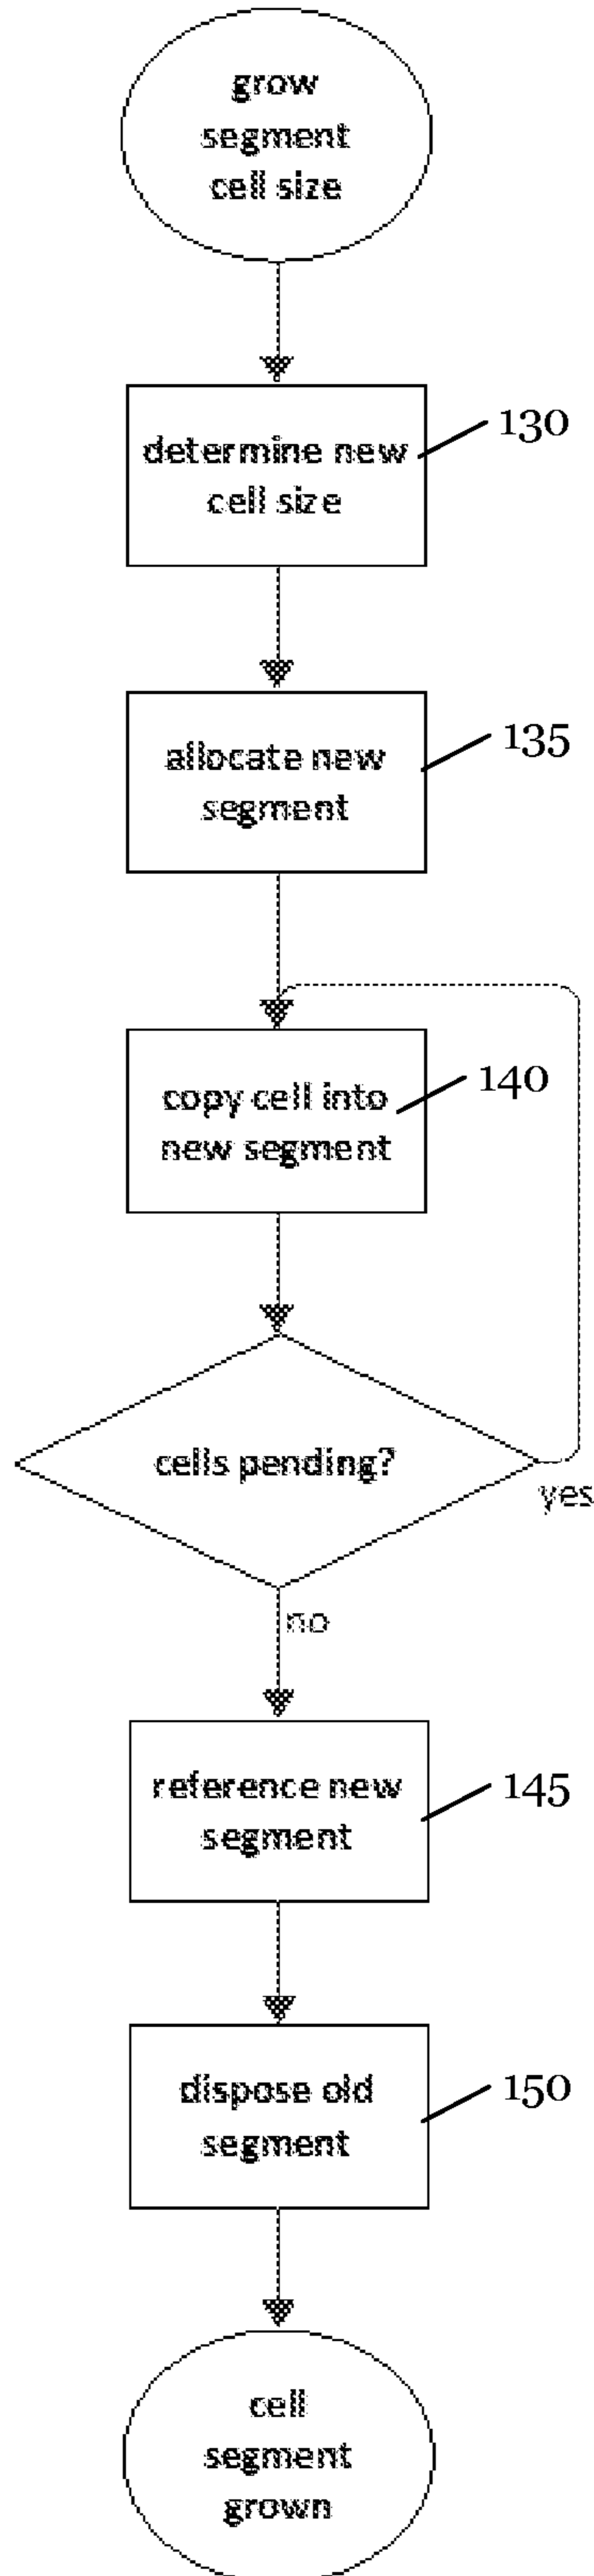 grow
segment
cell size
130
determine new
cell size
135
allocate new
segment
140
copy cell into
new segment
cells pending?
yes
no
145
reference new
segment
150
dispose old
segment
cell
segment
grown